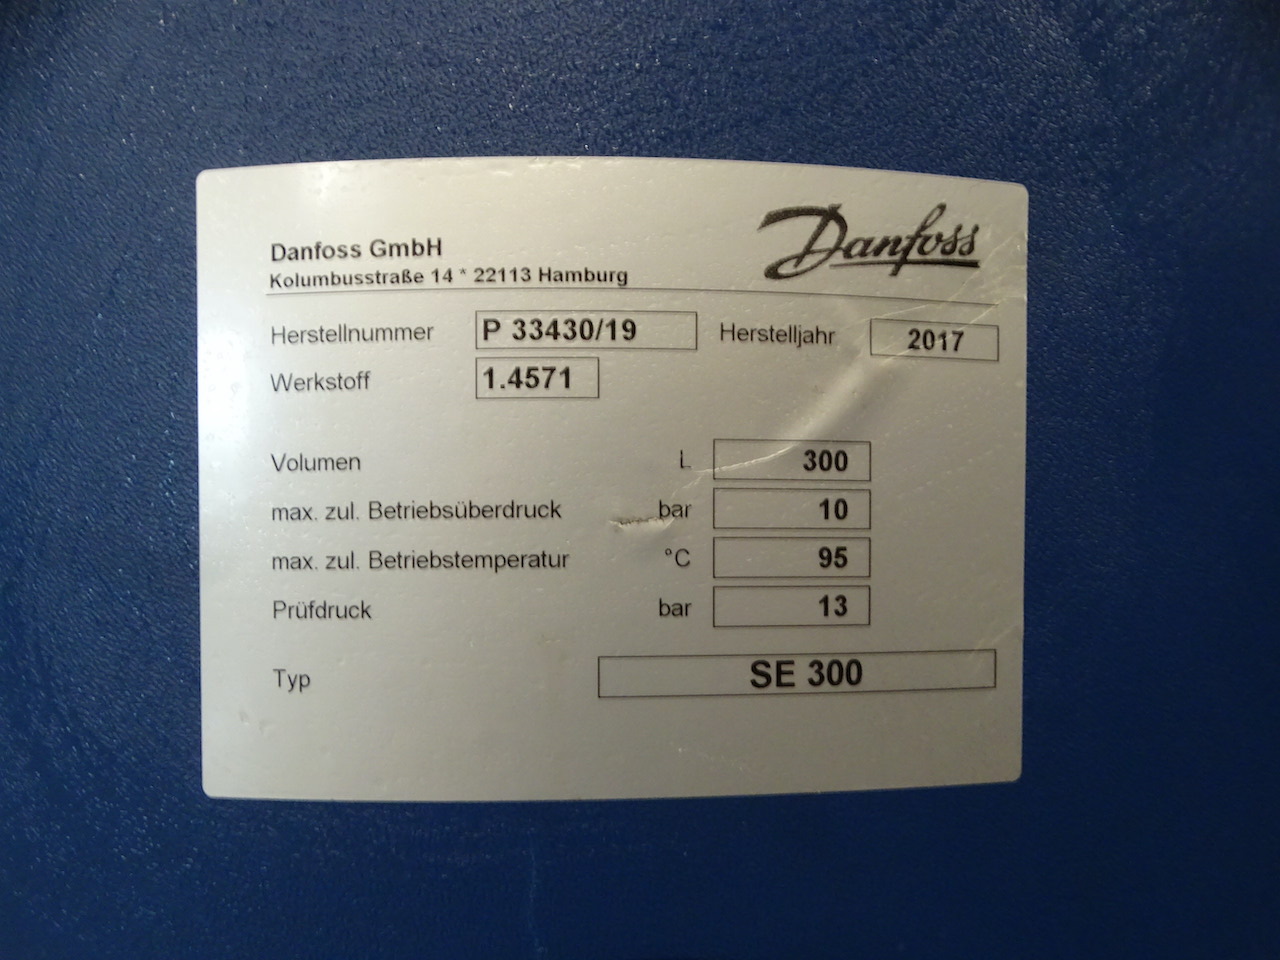 Danfoss
Danfoss GmbH
Kolumbusstraße 14 * 22113 Hamburg
Herstellnummer P 33430/19 Herstelljahr 2017
Werkstoff 1.4571
Volumen L 300
max. zul. Betriebsüberdruck bar 10
max. zul. Betriebstemperatur °C 95
Prüfdruck bar 13
Typ SE 300